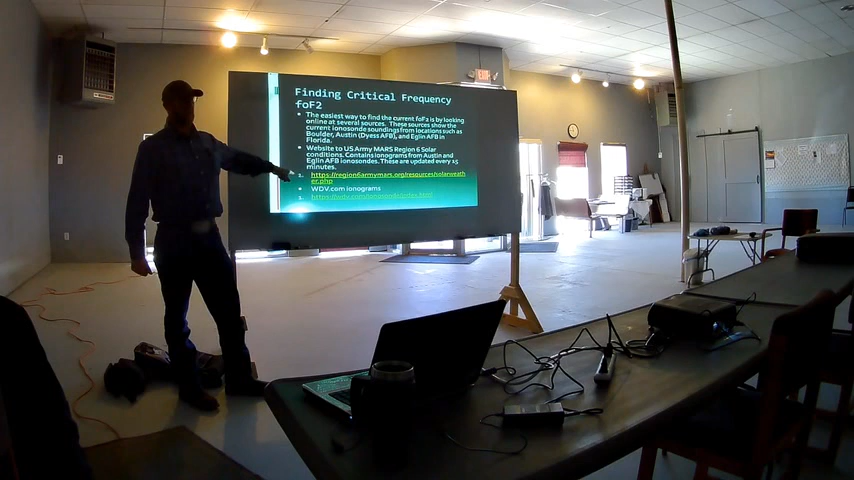 EXIT
Finding Critical Frequency
foF2
The easiest way to find the current foF2 is by looking
online at several sources. These sources show the
current ionosonde soundings from locations such as
Boulder, Austin (Dyess AFB), and Eglin AFB in
Florida.
Website to US Army MARS Region 6 Solar
conditions. Contains Ionograms from Austin and
Eglin AFB Ionosondes. These are updated every 15
minutes.
1. https://region6armymars.org/resources/solarweath
er.php
WDV.com ionograms
1.